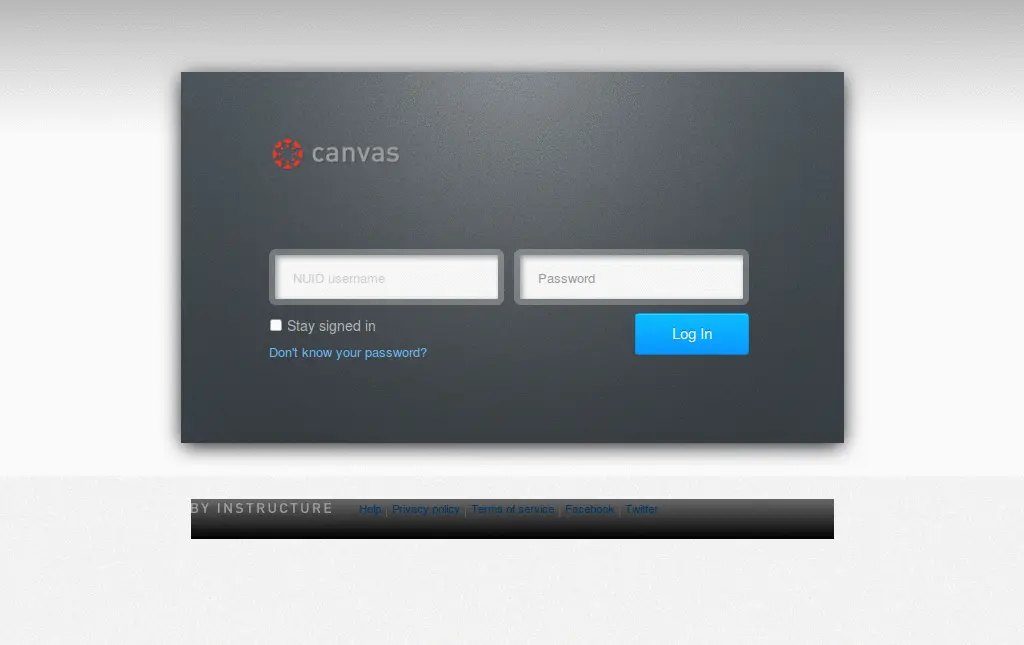 canvas
NUID username
Password
Stay signed in
Log In
Don't know your password?
BY INSTRUCTURE
Help | Privacy policy | Terms of service | Facebook | Twitter